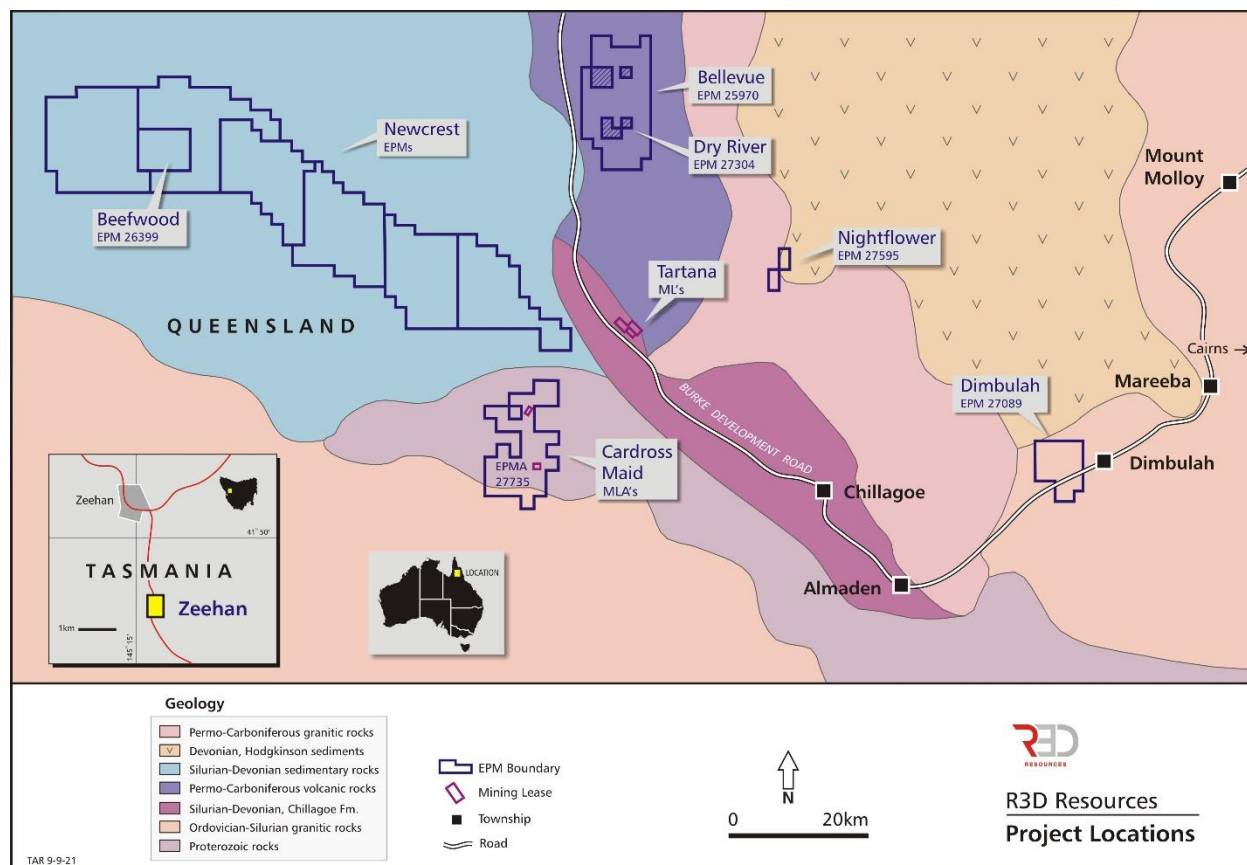 Bellevue
EPM 25970
Newcrest
EPMs
Dry River
EPM 27304
Mount
Molloy
Beefwood
EPM 26399
Nightflower
EPM 27595
Tartana
ML's
QUEENSLAND
Cairns →
Dimbulah
EPM 27089
Mareeba
BURKE DEVELOPMENT ROAD
Cardross
Maid
MLA's
EPMA
27735
Dimbulah
Chillagoe
Almaden
Zeehan
41° 50'
TASMANIA
Zeehan
1km
145° 15'
LOCATION
Geology
Permo-Carboniferous granitic rocks
Devonian, Hodgkinson sediments
Silurian-Devonian sedimentary rocks
Permo-Carboniferous volcanic rocks
Silurian-Devonian, Chillagoe Fm.
Ordovician-Silurian granitic rocks
Proterozoic rocks
EPM Boundary
Mining Lease
Township
Road
N
0 20km
R3D
RESOURCES
R3D Resources
Project Locations
TAR 9-9-21